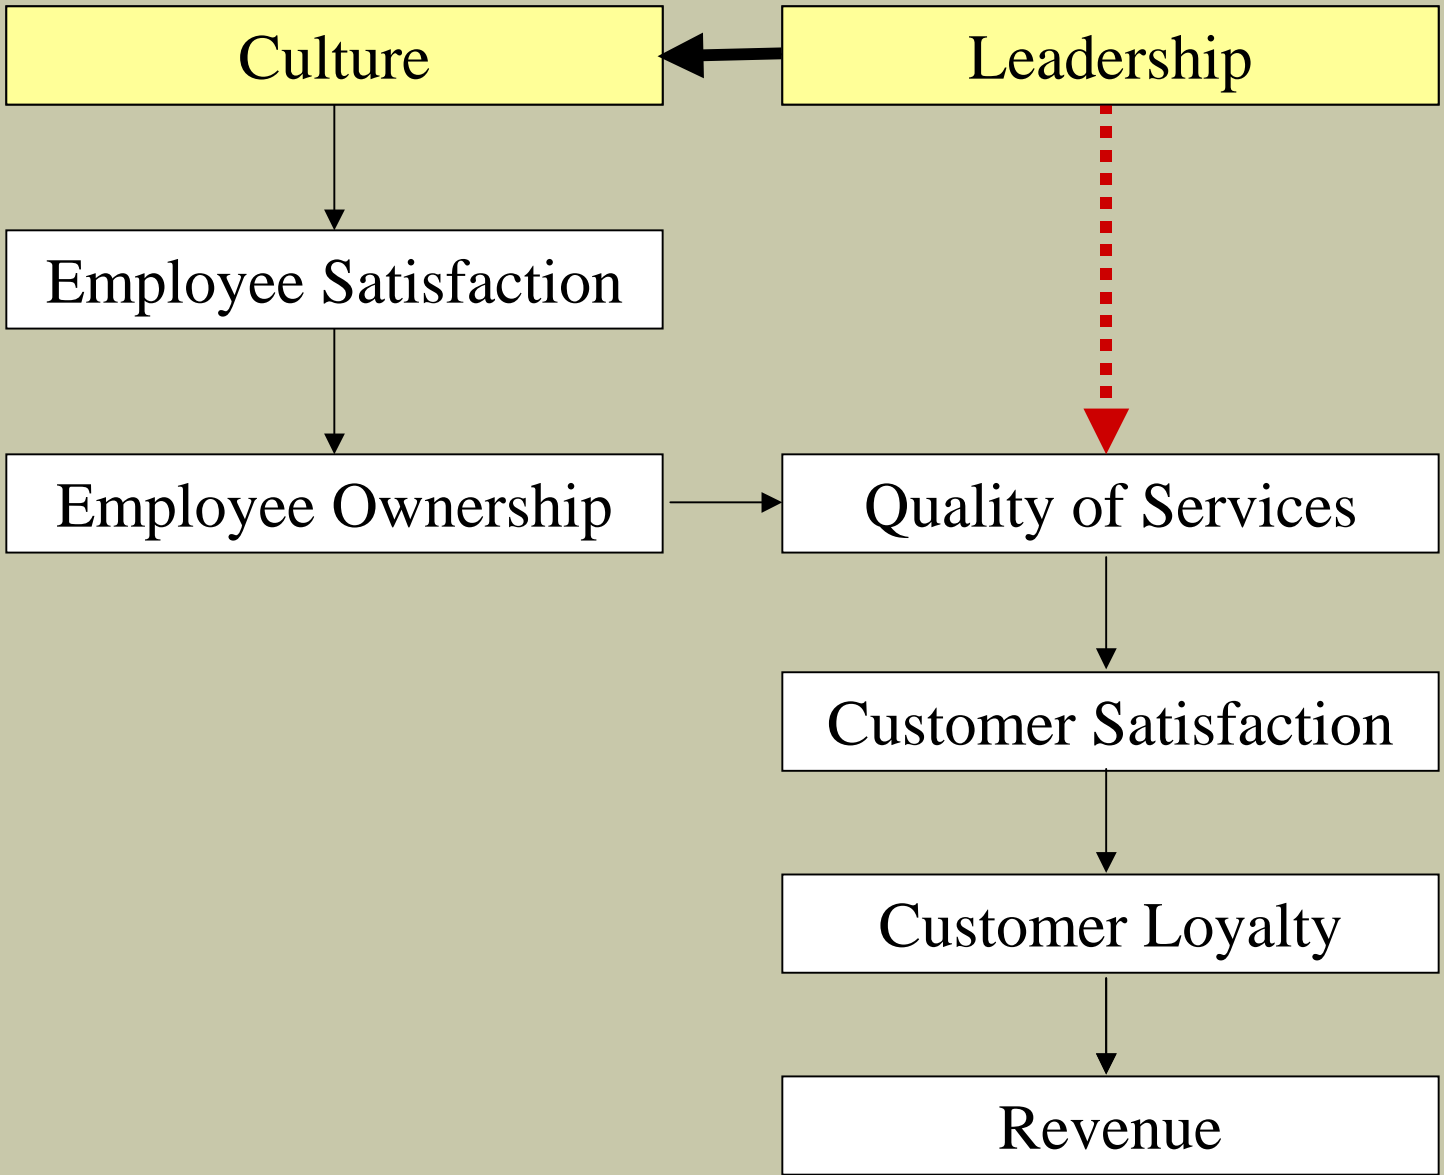 Culture
Leadership
Employee Satisfaction
Employee Ownership
Quality of Services
Customer Satisfaction
Customer Loyalty
Revenue